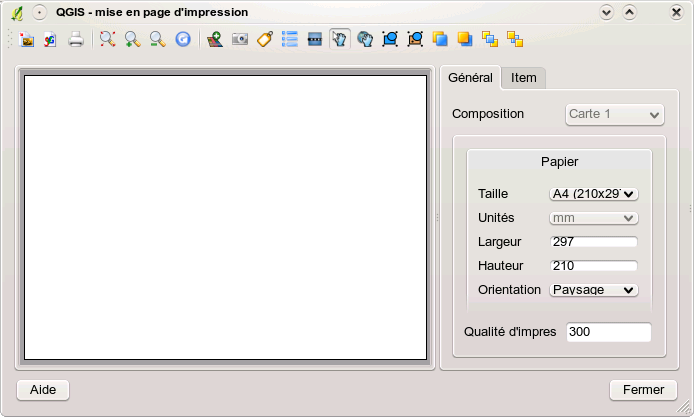 QGIS - mise en page d'impression
Général
Item
Composition
Carte 1
Papier
Taille
A4 (210x297
Unités
mm
Largeur
297
Hauteur
210
Orientation
Paysage
Qualité d'impres
300
Aide
Fermer